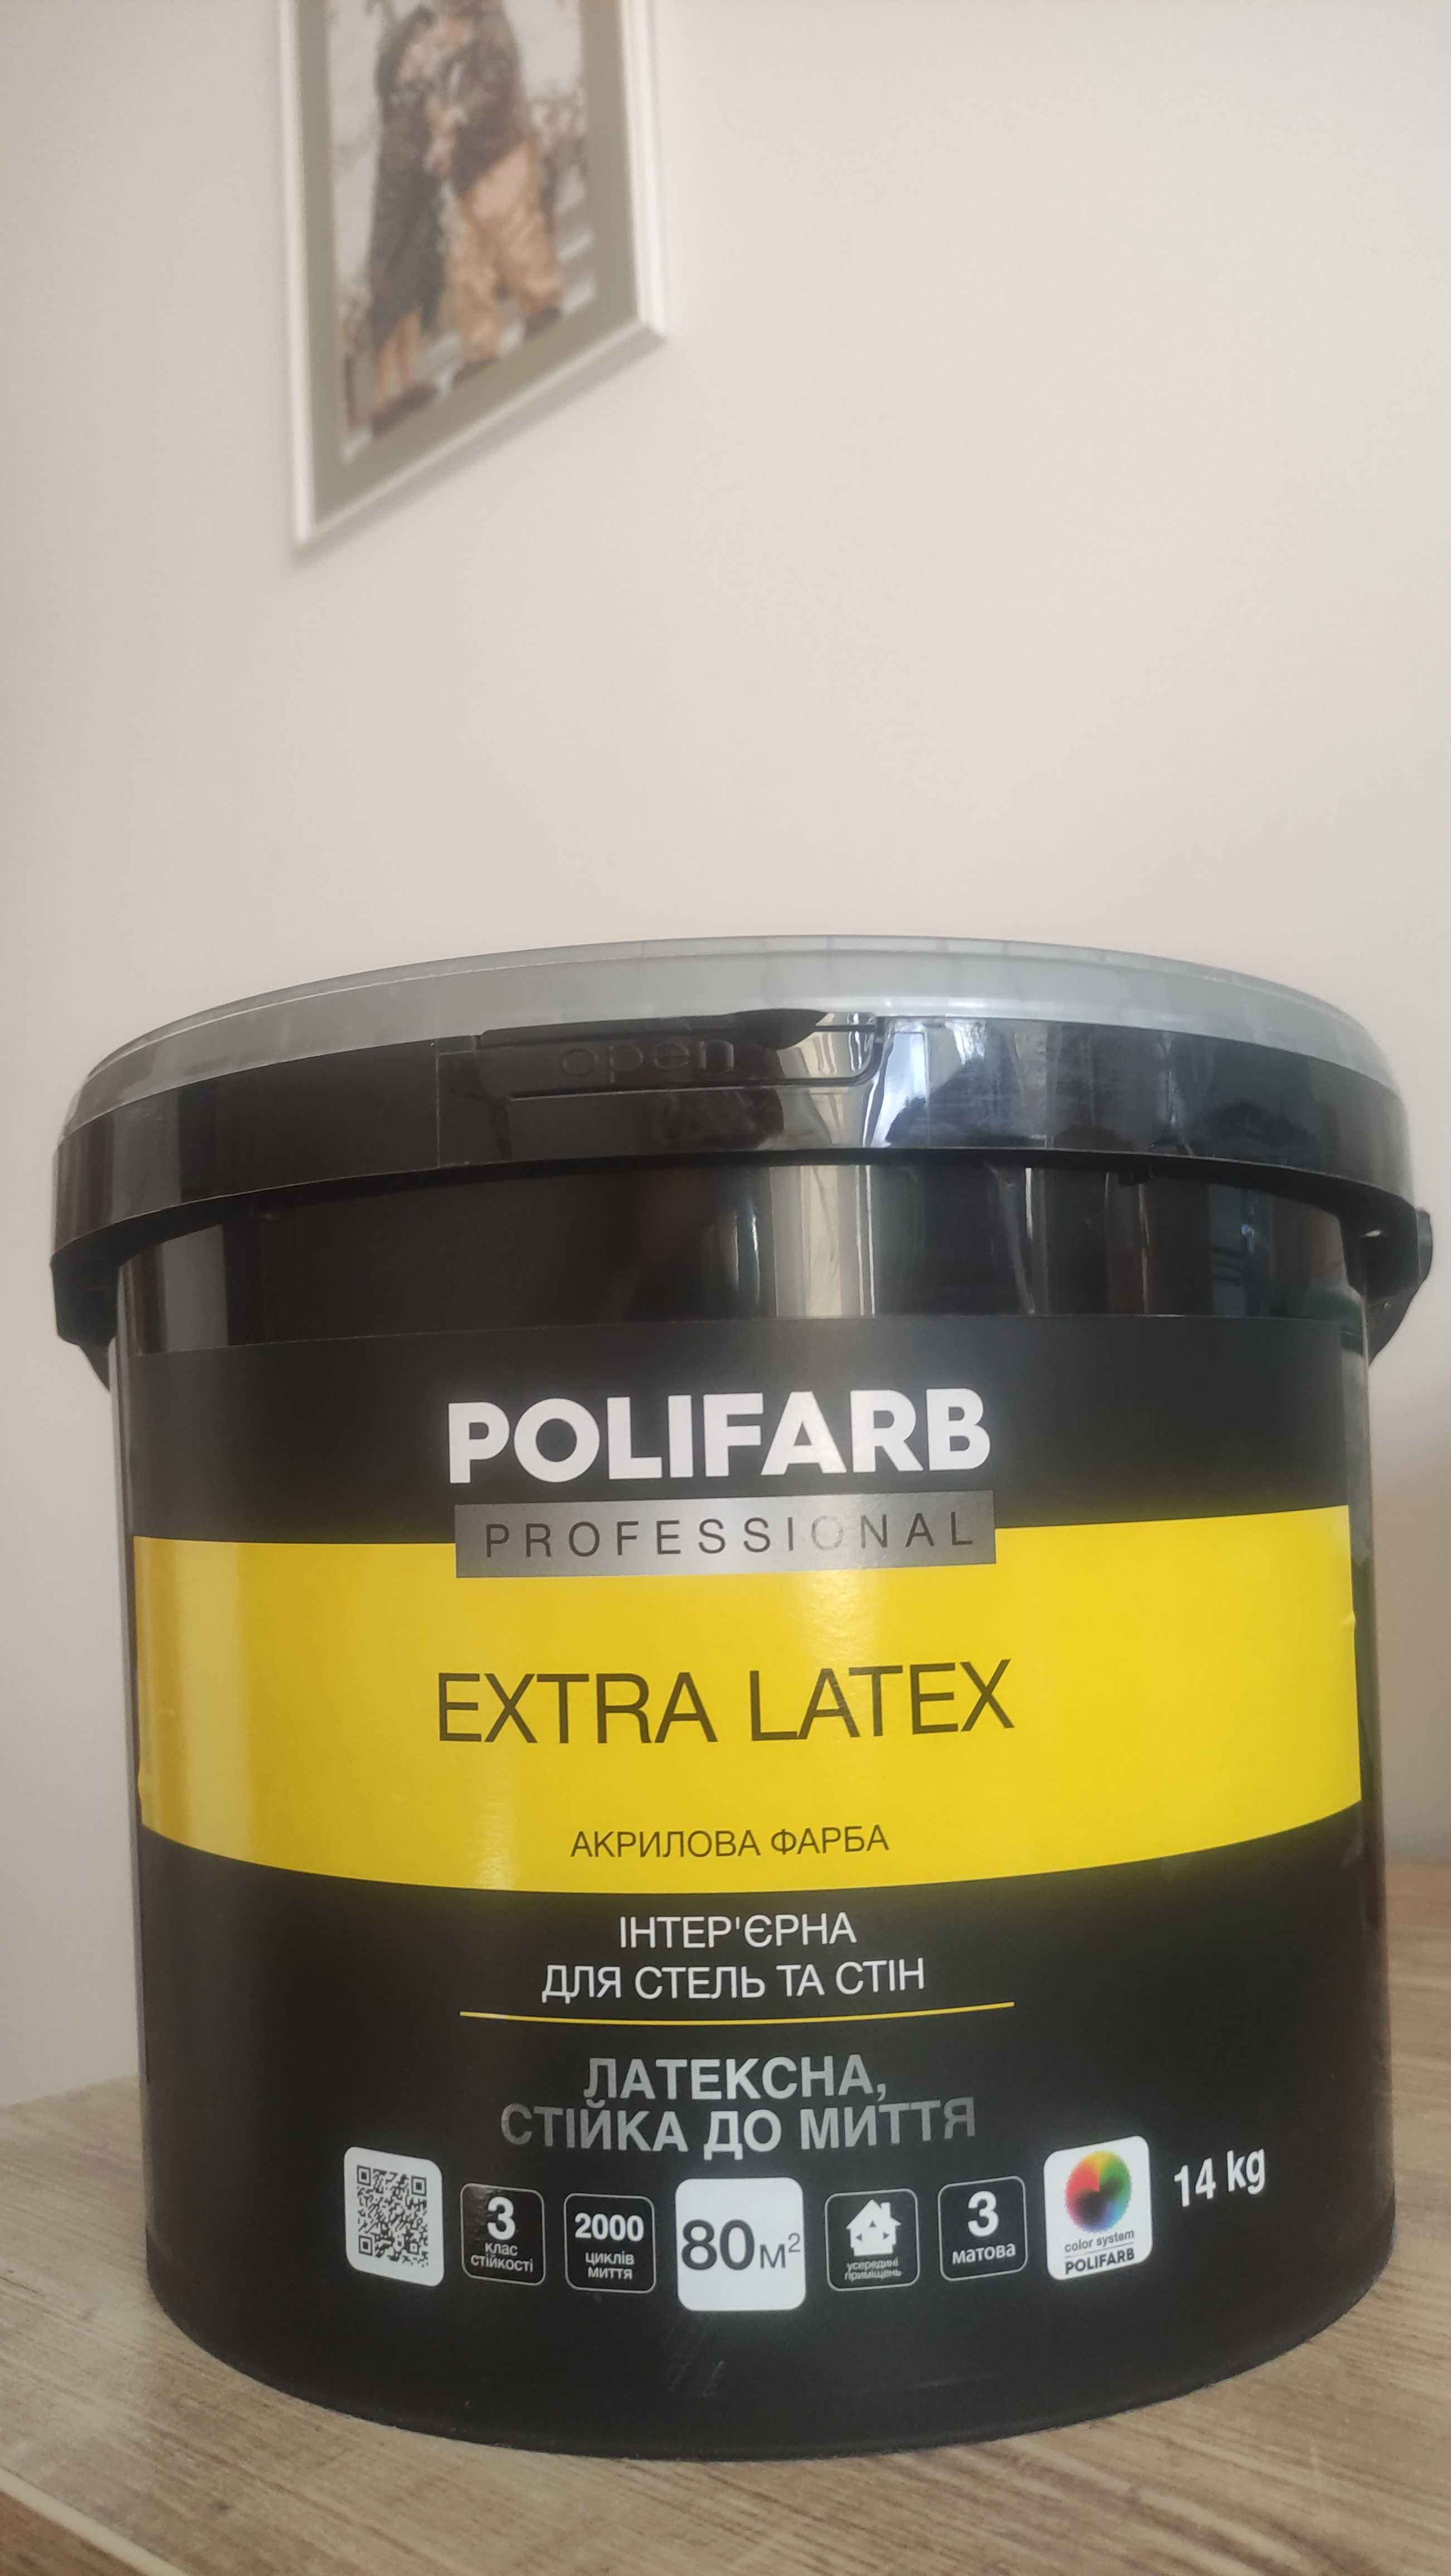 open
POLIFARB
PROFESSIONAL
EXTRA LATEX
АКРИЛОВА ФАРБА
ІНТЕР'ЄРНА
ДЛЯ СТЕЛЬ ТА СТІН
ЛАТЕКСНА,
СТІЙКА ДО МИТТЯ
3
клас
стійкості
2000
циклів
миття
80м²
усередині
приміщень
3
матова
color system
POLIFARB
14 kg